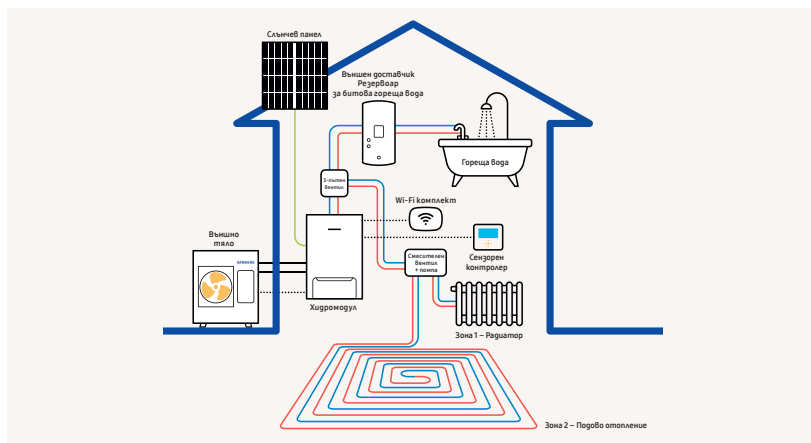 Слънчев панел
Външен доставчик
Резервоар
за битова гореща вода
Гореща вода
3-пътен
вентил
Wi-Fi комплект
Външно
тяло
SAMSUNG
Смесителен
вентил
+ помпа
Сензорен
контролер
Хидромодул
Зона 1 – Радиатор
Зона 2 – Подово отопление